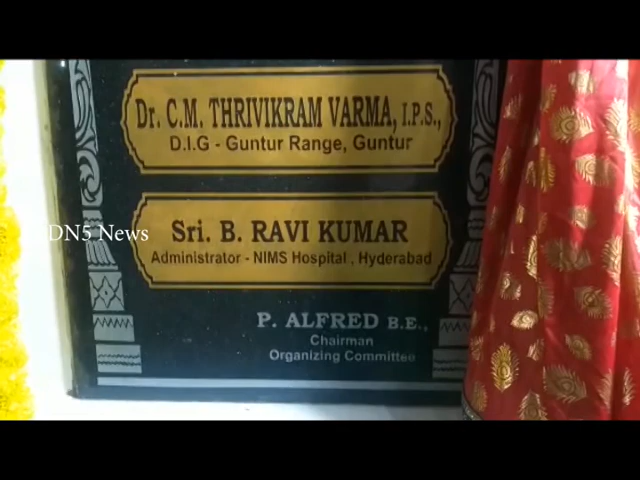 Dr. C.M. THRIVIKRAM VARMA, I.P.S.,
D.I.G - Guntur Range, Guntur
Sri. B. RAVI KUMAR
Administrator - NIMS Hospital , Hyderabad
DN5 News
P. ALFRED B.E.,
Chairman
Organizing Committee